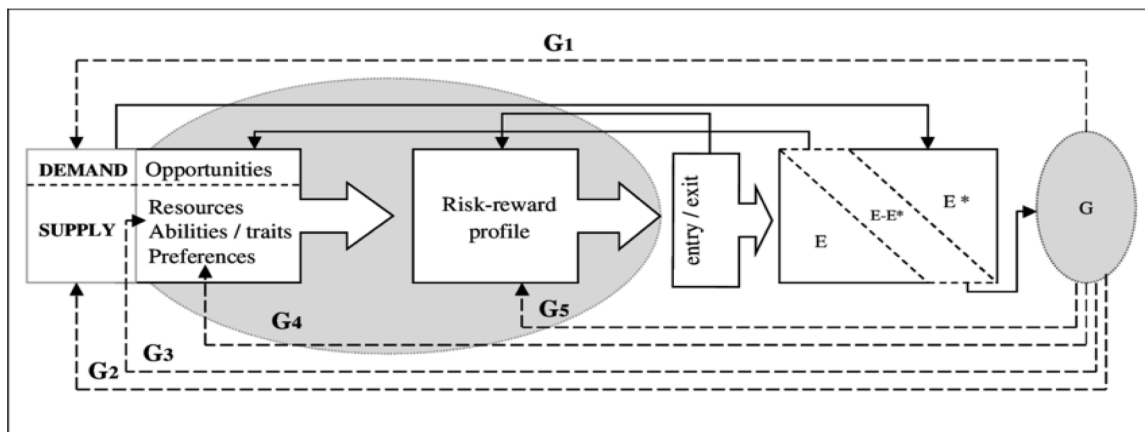 G1
DEMAND
Opportunities
SUPPLY
Resources
Abilities / traits
Preferences
Risk-reward
profile
entry / exit
E
E-E*
E *
G
G5
G4
G3
G2